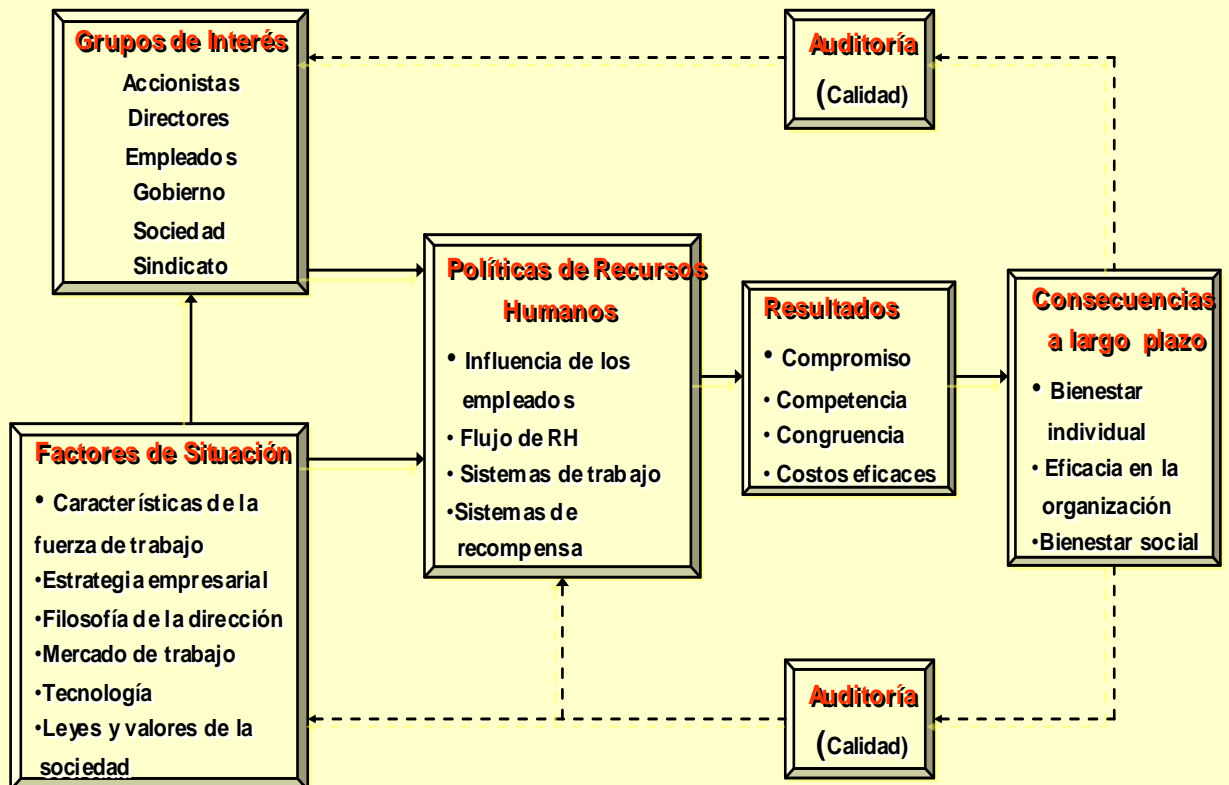 Grupos de Interés
Accionistas
Directores
Empleados
Gobierno
Sociedad
Sindicato
Auditoría
(Calidad)
Políticas de Recursos
Humanos
• Influencia de los
empleados
• Flujo de RH
• Sistemas de trabajo
•Sistemas de
recompensa
Resultados
• Compromiso
• Competencia
• Congruencia
• Costos eficaces
Consecuencias
a largo plazo
• Bienestar
individual
• Eficacia en la
organización
•Bienestar social
Factores de Situación
• Características de la
fuerza de trabajo
•Estrategia empresarial
•Filosofía de la dirección
•Mercado de trabajo
•Tecnología
•Leyes y valores de la
sociedad
Auditoría
(Calidad)